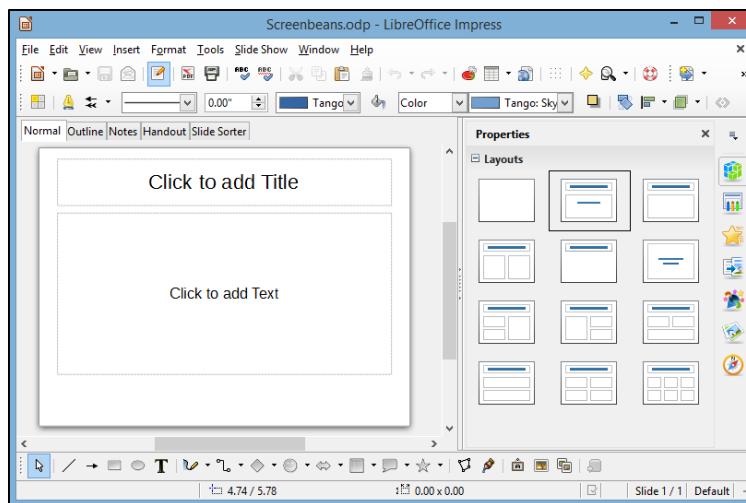 Screenbeans.odp - LibreOffice Impress
File Edit View Insert Format Tools Slide Show Window Help
0.00" Tango Color Tango: Sky
Normal Outline Notes Handout Slide Sorter
Properties
Layouts
Click to add Title
Click to add Text
4.74 / 5.78 0.00 x 0.00 Slide 1 / 1 Default